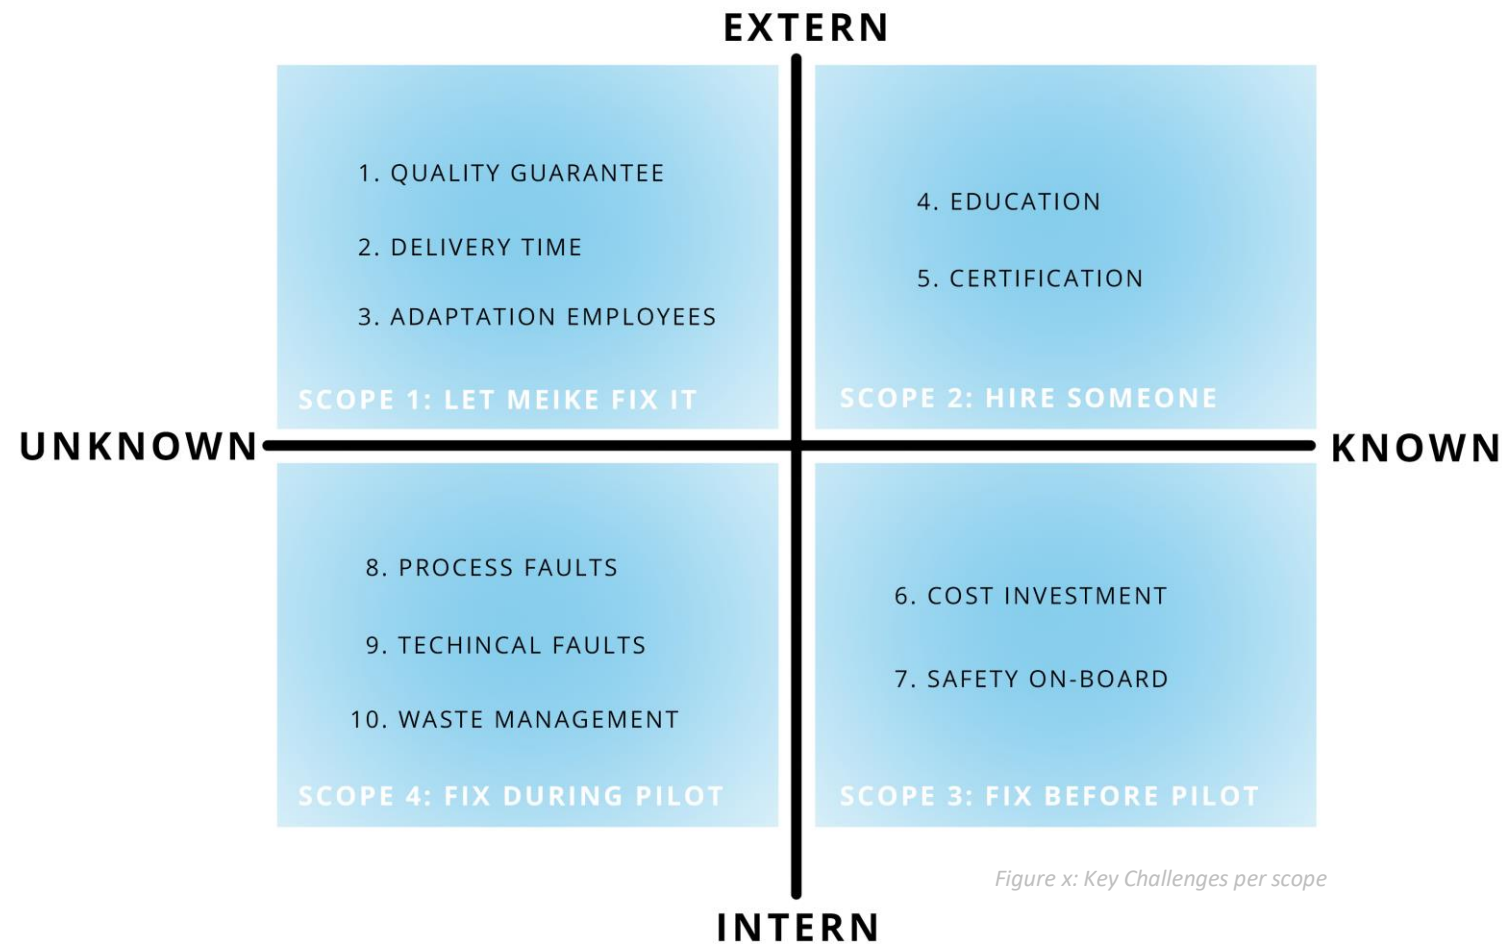 EXTERN
1. QUALITY GUARANTEE
2. DELIVERY TIME
3. ADAPTATION EMPLOYEES
SCOPE 1: LET MEIKE FIX IT
4. EDUCATION
5. CERTIFICATION
SCOPE 2: HIRE SOMEONE
UNKNOWN
KNOWN
8. PROCESS FAULTS
9. TECHINCAL FAULTS
10. WASTE MANAGEMENT
SCOPE 4: FIX DURING PILOT
6. COST INVESTMENT
7. SAFETY ON-BOARD
SCOPE 3: FIX BEFORE PILOT
Figure x: Key Challenges per scope
INTERN